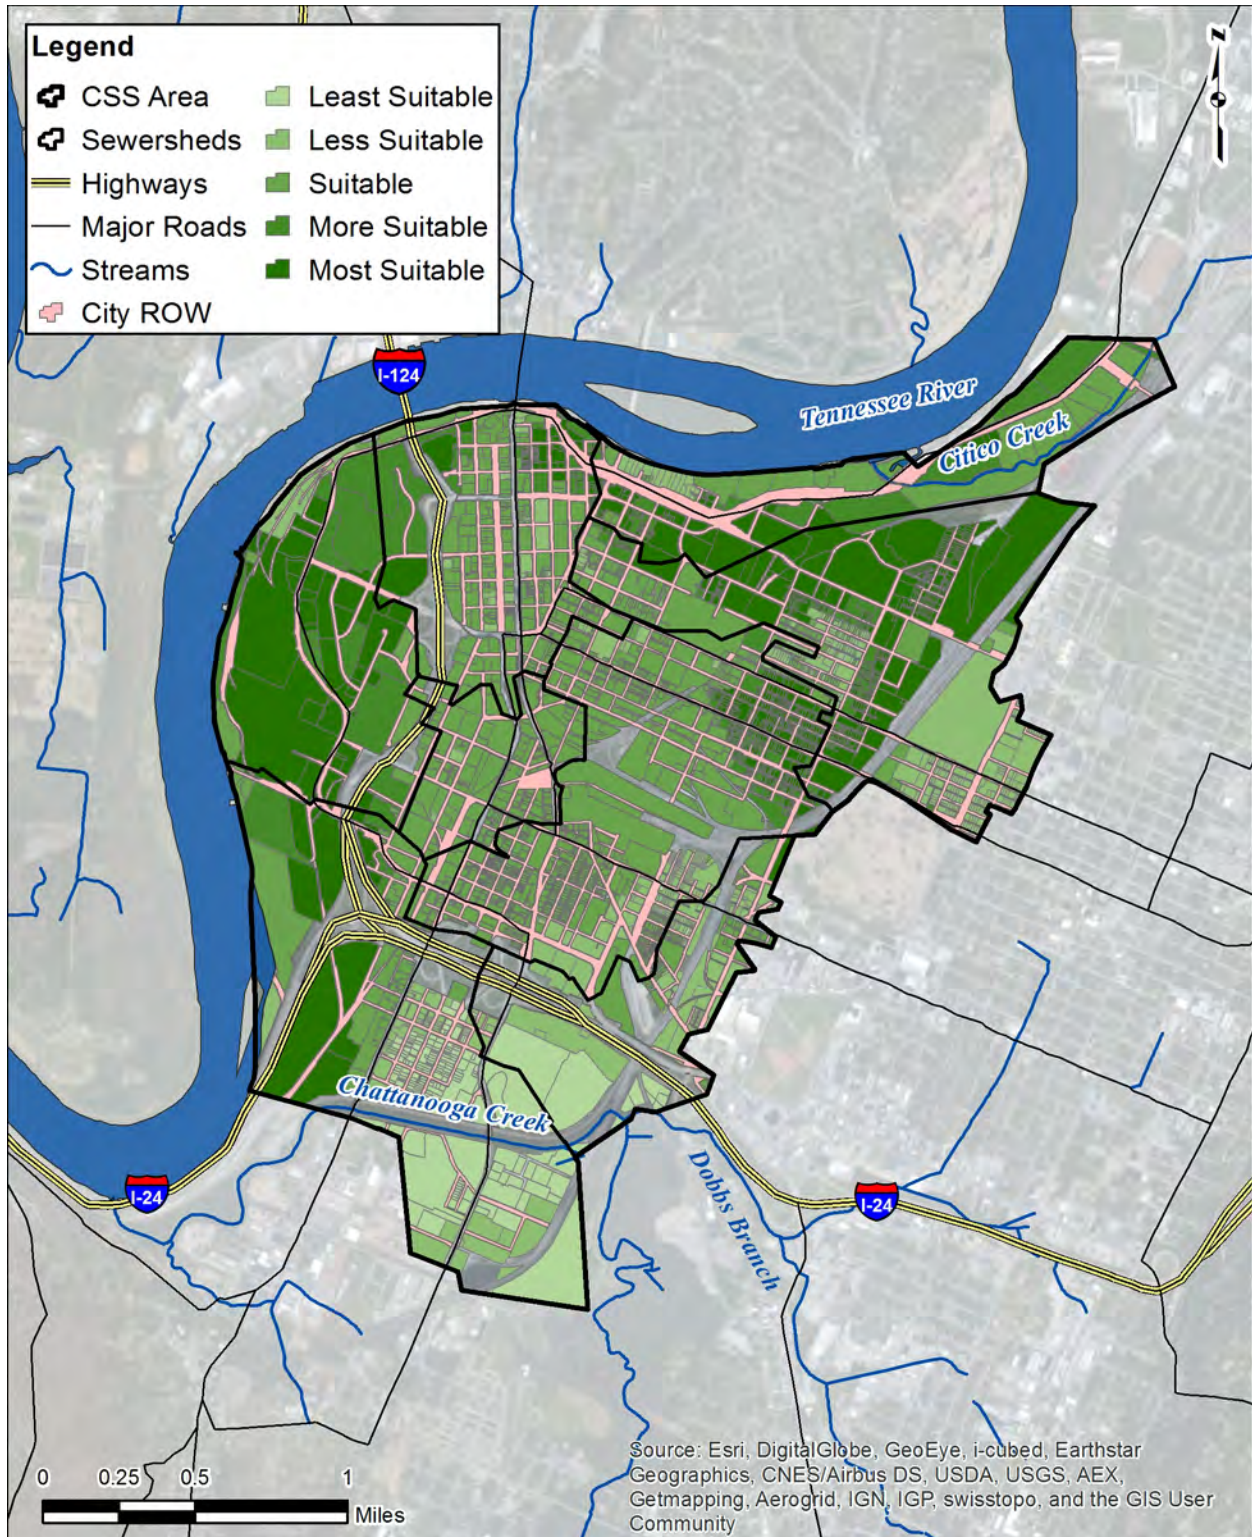 Legend
CSS Area
Sewersheds
Highways
Major Roads
Streams
City ROW
Least Suitable
Less Suitable
Suitable
More Suitable
Most Suitable
N
I-124
Tennessee River
Citico Creek
Chattanooga Creek
Dobbs Branch
I-24
I-24
0 0.25 0.5 1
Miles
Source: Esri, DigitalGlobe, GeoEye, i-cubed, Earthstar
Geographics, CNES/Airbus DS, USDA, USGS, AEX,
Getmapping, Aerogrid, IGN, IGP, swisstopo, and the GIS User
Community